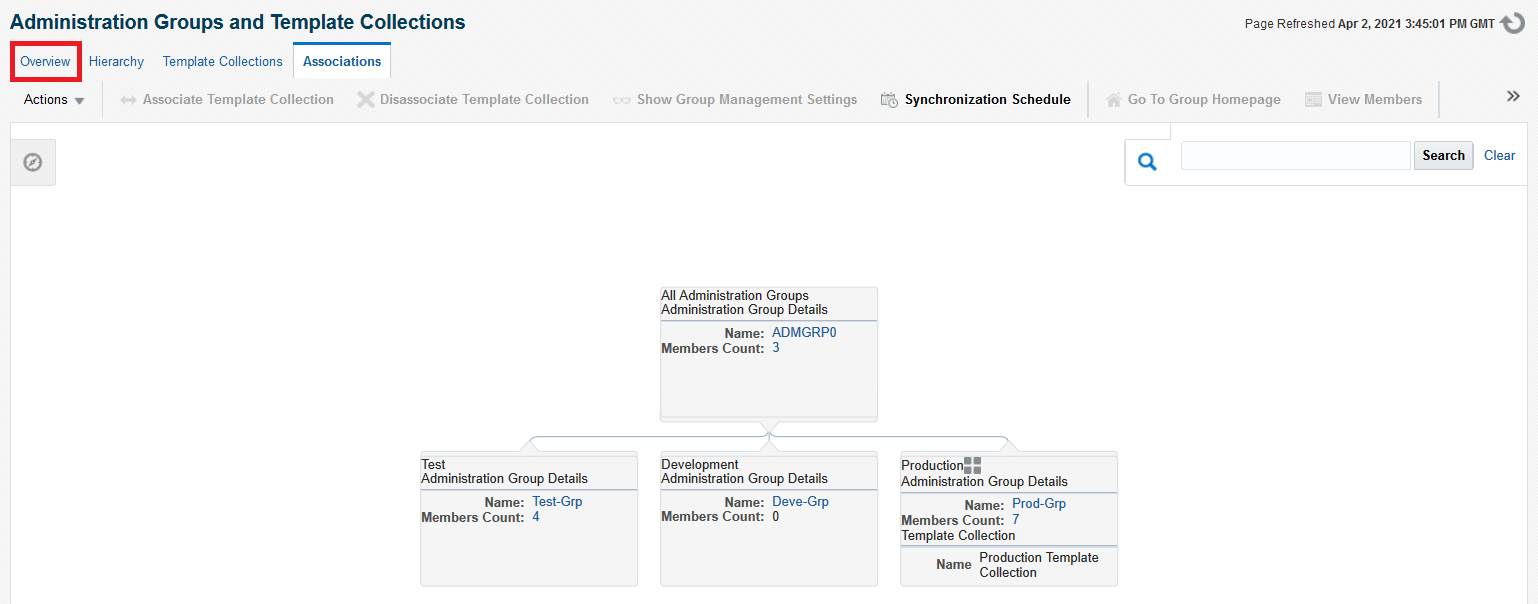 Administration Groups and Template Collections
Page Refreshed Apr 2, 2021 3:45:01 PM GMT
Overview Hierarchy Template Collections Associations
Actions Associate Template Collection Disassociate Template Collection Show Group Management Settings Synchronization Schedule Go To Group Homepage View Members »
Search Clear
All Administration Groups
Administration Group Details
Name: ADMGRP0
Members Count: 3
Test
Administration Group Details
Name: Test-Grp
Members Count: 4
Development
Administration Group Details
Name: Deve-Grp
Members Count: 0
Production
Administration Group Details
Name: Prod-Grp
Members Count: 7
Template Collection
Name Production Template
Collection